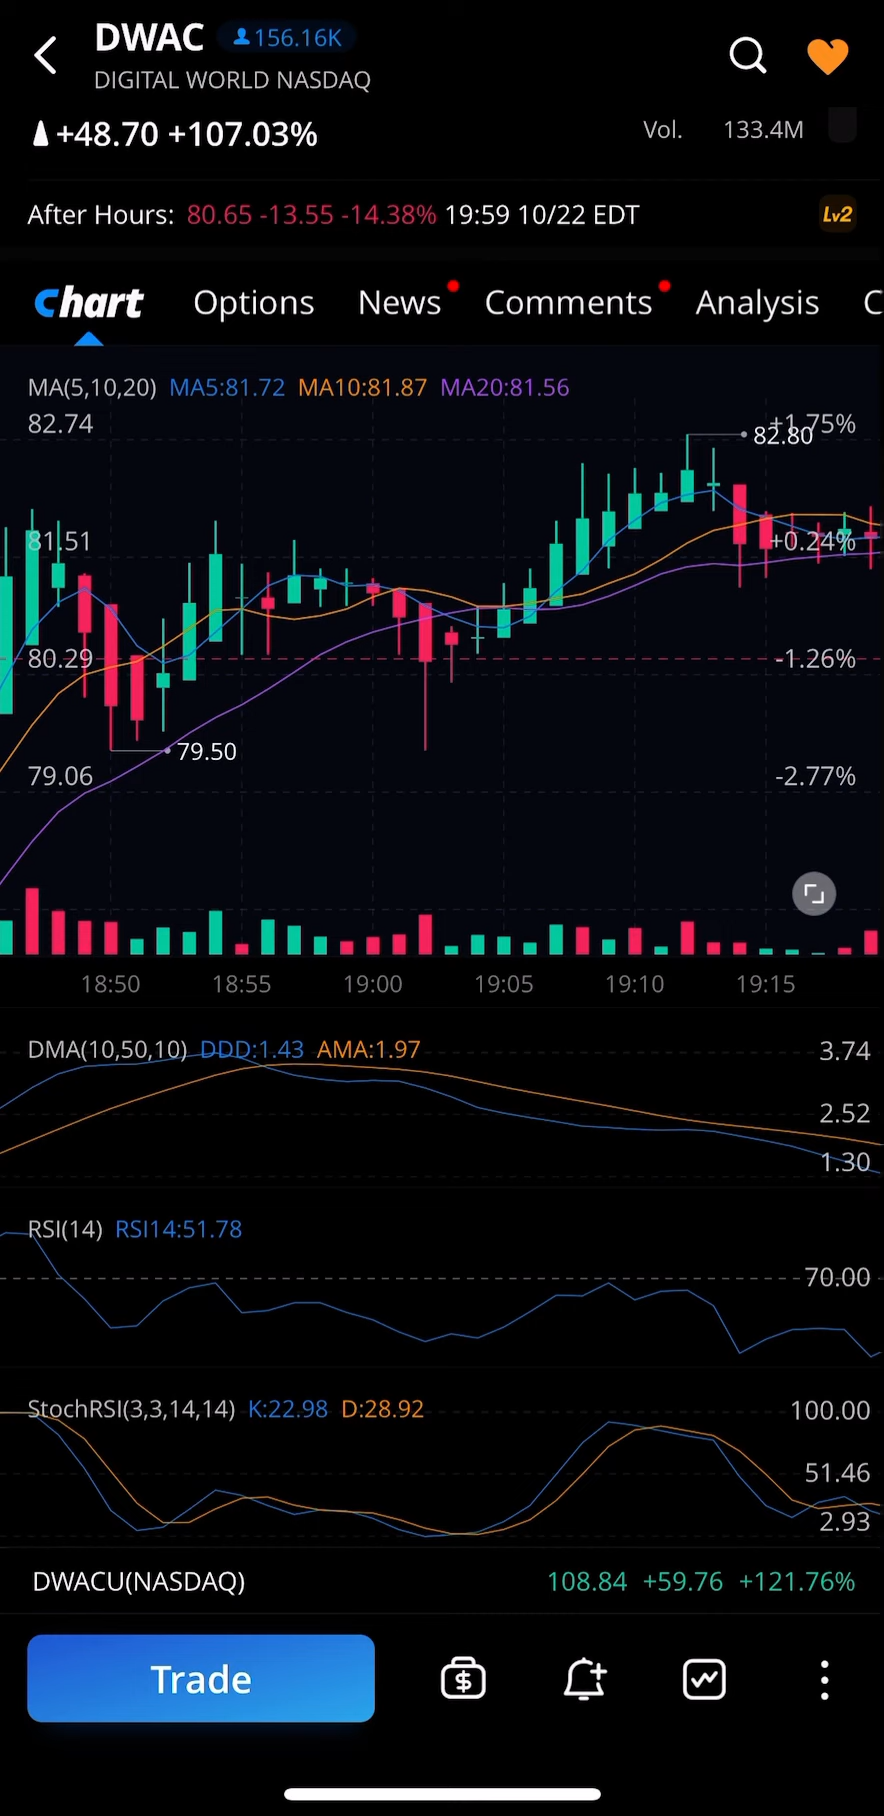 DWAC 156.16K
DIGITAL WORLD NASDAQ
+48.70 +107.03% Vol. 133.4M
After Hours: 80.65 -13.55 -14.38% 19:59 10/22 EDT Lv2
Chart Options News Comments Analysis C
MA(5,10,20) MA5:81.72 MA10:81.87 MA20:81.56
82.74 +1.75%
82.80
81.51 +0.24%
80.29 -1.26%
79.50
79.06 -2.77%
18:50 18:55 19:00 19:05 19:10 19:15
DMA(10,50,10) DDD:1.43 AMA:1.97 3.74
2.52
1.30
RSI(14) RSI14:51.78
70.00
StochRSI(3,3,14,14) K:22.98 D:28.92 100.00
51.46
2.93
DWACU(NASDAQ) 108.84 +59.76 +121.76%
Trade $